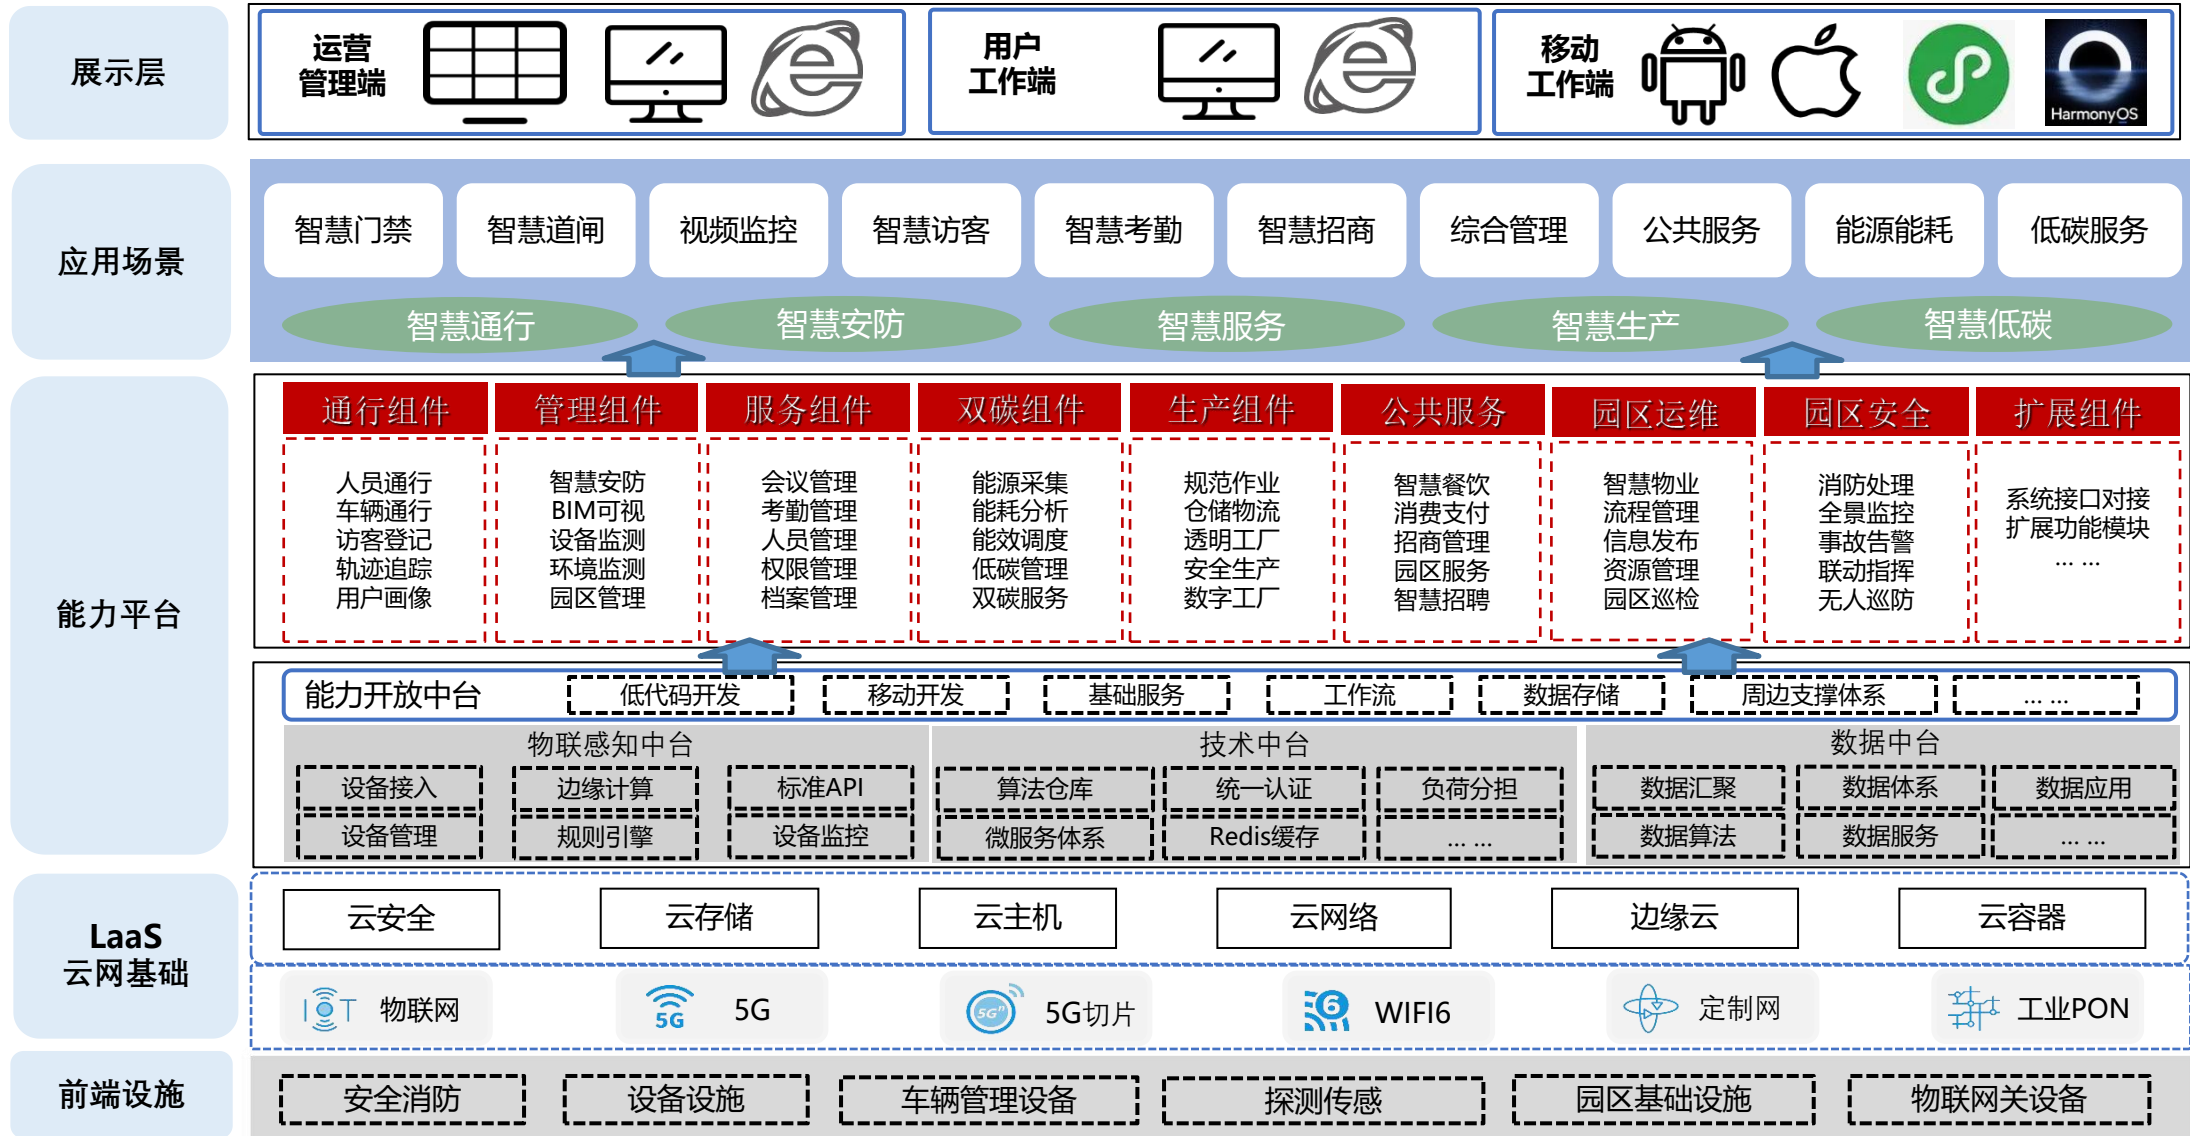 展示层
运营
管理端
用户
工作端
移动
工作端
HarmonyOS
应用场景
智慧门禁
智慧道闸
视频监控
智慧访客
智慧考勤
智慧招商
综合管理
公共服务
能源能耗
低碳服务
智慧通行
智慧安防
智慧服务
智慧生产
智慧低碳
能力平台
通行组件
人员通行
车辆通行
访客登记
轨迹追踪
用户画像
管理组件
智慧安防
BIM可视
设备监测
环境监测
园区管理
服务组件
会议管理
考勤管理
人员管理
权限管理
档案管理
双碳组件
能源采集
能耗分析
能效调度
低碳管理
双碳服务
生产组件
规范作业
仓储物流
透明工厂
安全生产
数字工厂
公共服务
智慧餐饮
消费支付
招商管理
园区服务
智慧招聘
园区运维
智慧物业
流程管理
信息发布
资源管理
园区巡检
园区安全
消防处理
全景监控
事故告警
联动指挥
无人巡防
扩展组件
系统接口对接
扩展功能模块
... ...
能力开放中台
低代码开发
移动开发
基础服务
工作流
数据存储
周边支撑体系
... ...
物联感知中台
设备接入
边缘计算
标准API
设备管理
规则引擎
设备监控
技术中台
算法仓库
统一认证
负荷分担
微服务体系
Redis缓存
... ...
数据中台
数据汇聚
数据体系
数据应用
数据算法
数据服务
... ...
LaaS
云网基础
云安全
云存储
云主机
云网络
边缘云
云容器
IOT
物联网
5G
5G
5Gⁿ
5G切片
6
WIFI6
定制网
工业PON
前端设施
安全消防
设备设施
车辆管理设备
探测传感
园区基础设施
物联网关设备